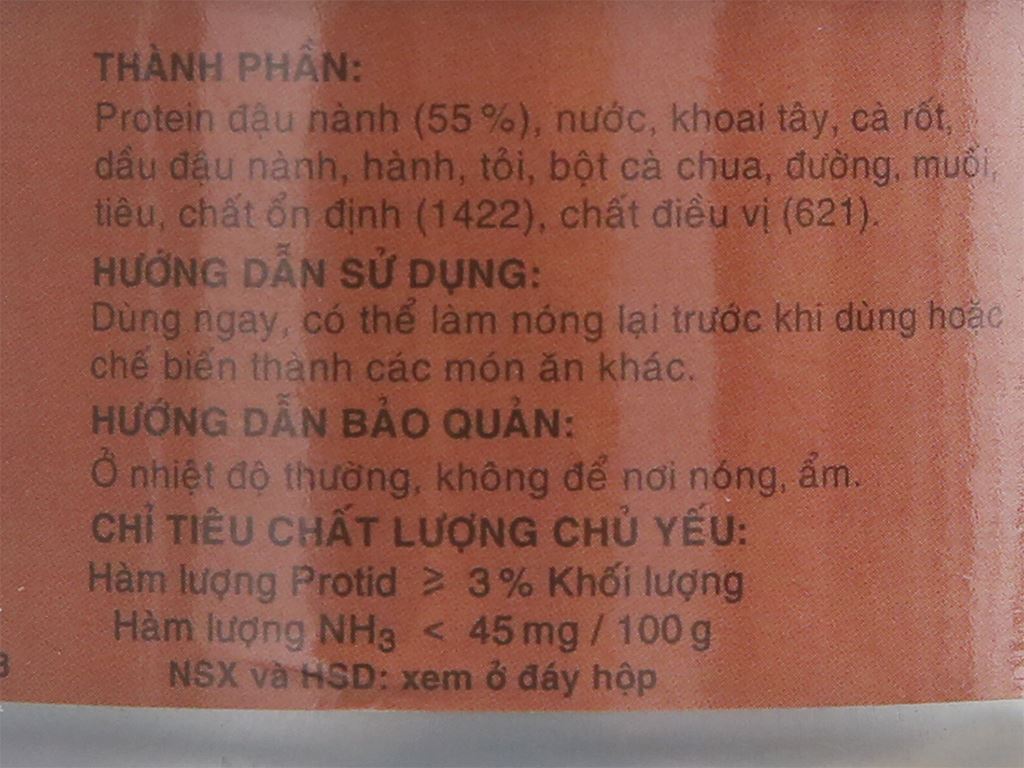 THÀNH PHẦN:
Protein đậu nành (55%), nước, khoai tây, cà rốt,
dầu đậu nành, hành, tỏi, bột cà chua, đường, muối,
tiêu, chất ổn định (1422), chất điều vị (621).
HƯỚNG DẪN SỬ DỤNG:
Dùng ngay, có thể làm nóng lại trước khi dùng hoặc
chế biến thành các món ăn khác.
HƯỚNG DẪN BẢO QUẢN:
Ở nhiệt độ thường, không để nơi nóng, ẩm.
CHỈ TIÊU CHẤT LƯỢNG CHỦ YẾU:
Hàm lượng Protid ⩾ 3% Khối lượng
Hàm lượng NH₃ < 45mg / 100g
NSX và HSD: xem ở đáy hộp